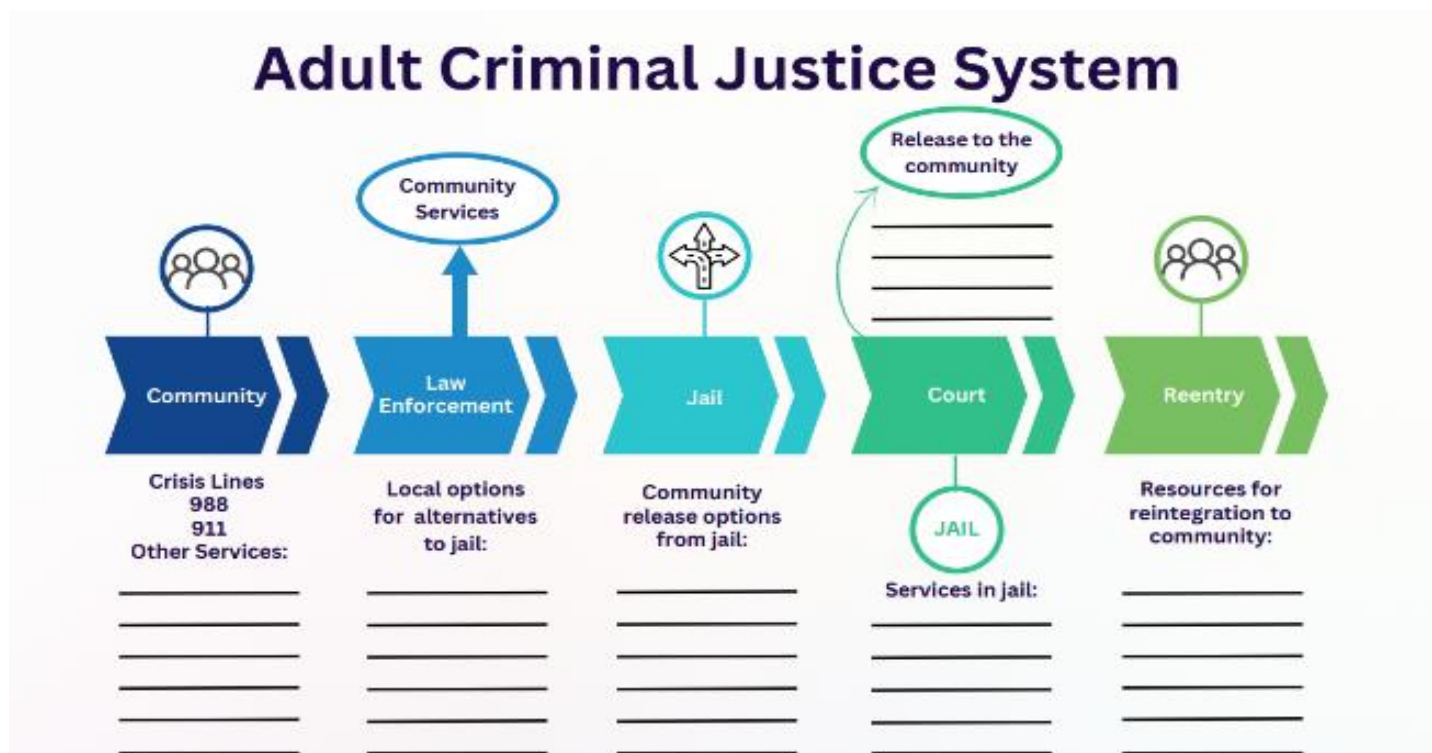 Adult Criminal Justice System
Release to the
community
Community
Services
Community
Law
Enforcement
Jail
Court
Reentry
Crisis Lines
988
911
Other Services:
Local options
for alternatives
to jail:
Community
release options
from jail:
JAIL
Services in jail:
Resources for
reintegration to
community: